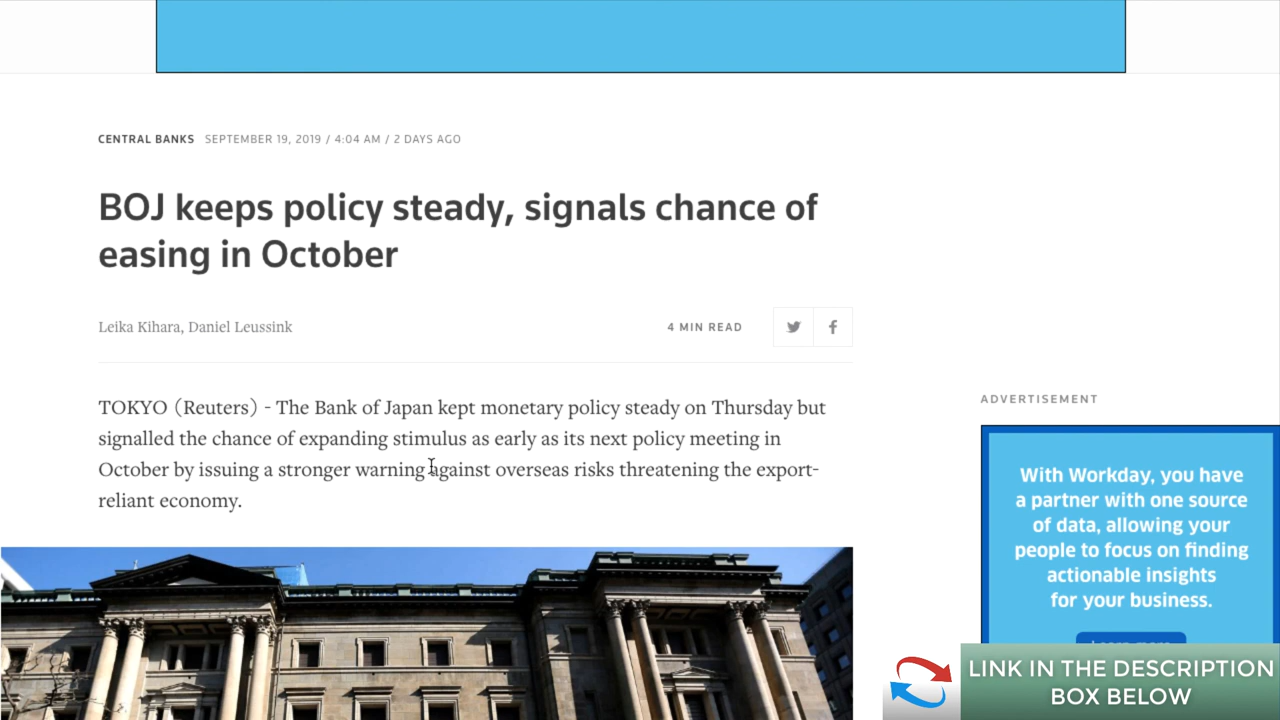 CENTRAL BANKS SEPTEMBER 19, 2019 / 4:04 AM / 2 DAYS AGO
BOJ keeps policy steady, signals chance of
easing in October
Leika Kihara, Daniel Leussink
4 MIN READ
TOKYO (Reuters) - The Bank of Japan kept monetary policy steady on Thursday but
signalled the chance of expanding stimulus as early as its next policy meeting in
October by issuing a stronger warning against overseas risks threatening the export-
reliant economy.
ADVERTISEMENT
With Workday, you have
a partner with one source
of data, allowing your
people to focus on finding
actionable insights
for your business.
LINK IN THE DESCRIPTION
BOX BELOW